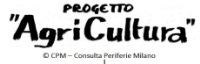 PROGETTO
"AgriCultura"
© CPM – Consulta Periferie Milano